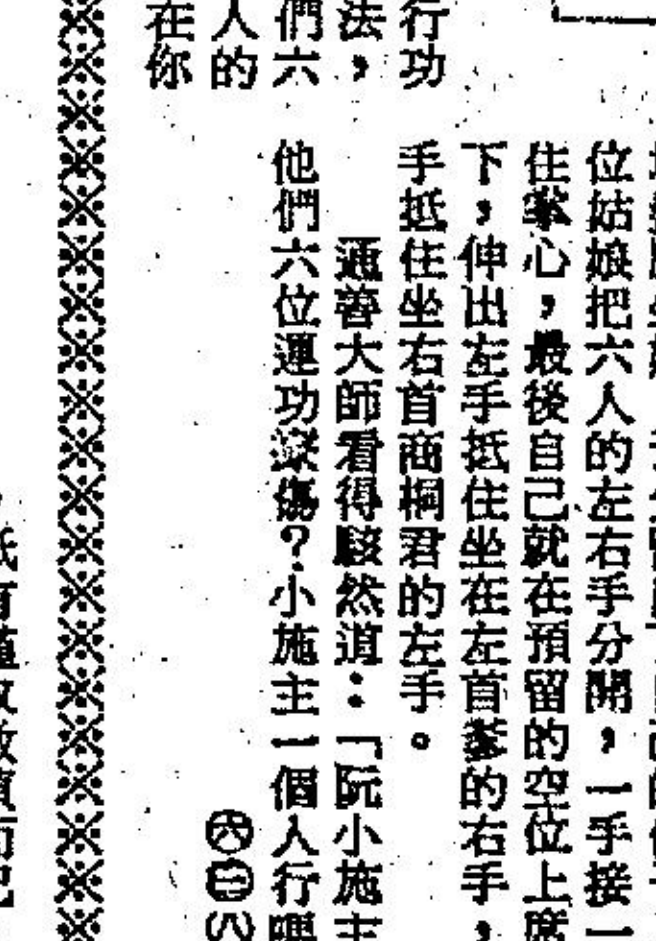 位姑娘把六人的左右手分開，一手接一
住掌心，最後自己就在預留的空位上席
下，伸出左手抵住坐在左首爹的右手，
手抵住坐右首商桐君的左手。
通善大師看得駭然道：「阮小施主
他們六位運功療傷？小施主一個人行嗎
六二八
行功
法，
們六
人的
在你